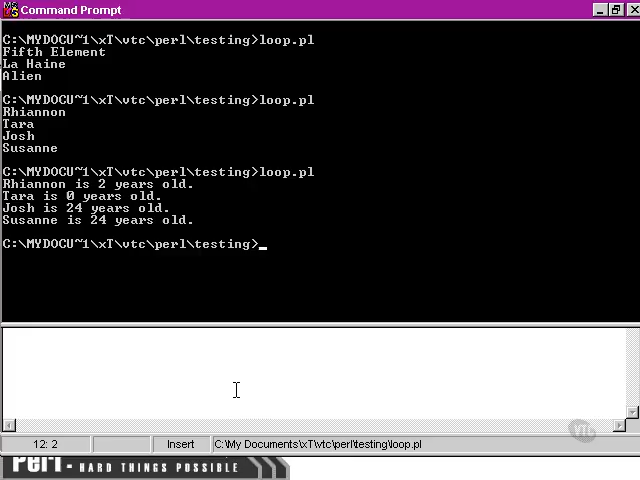 Command Prompt
C:\MYDOCU~1\xT\vtc\perl\testing>loop.pl
Fifth Element
La Haine
Alien
C:\MYDOCU~1\xT\vtc\perl\testing>loop.pl
Rhiannon
Tara
Josh
Susanne
C:\MYDOCU~1\xT\vtc\perl\testing>loop.pl
Rhiannon is 2 years old.
Tara is 0 years old.
Josh is 24 years old.
Susanne is 24 years old.
C:\MYDOCU~1\xT\vtc\perl\testing>_
VTC
12: 2 Insert C:\My Documents\xT\vtc\perl\testing\loop.pl
Perl - HARD THINGS POSSIBLE